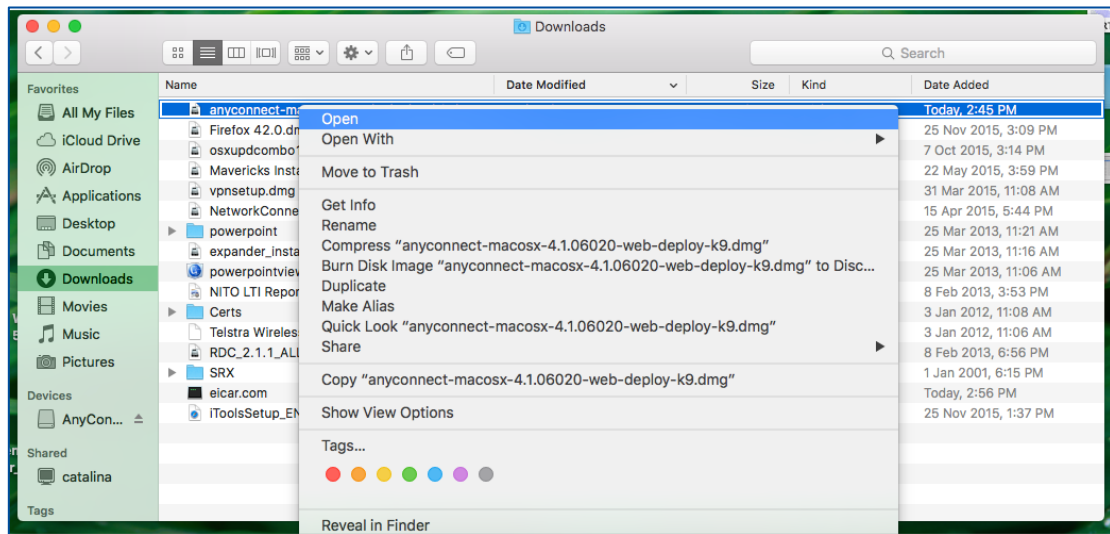 Downloads
Search
Favorites
All My Files
iCloud Drive
AirDrop
Applications
Desktop
Documents
Downloads
Movies
Music
Pictures
Devices
AnyCon...
Shared
catalina
Tags
Name Date Modified Size Kind Date Added
anyconnect-m Today, 2:45 PM
Firefox 42.0.dm 25 Nov 2015, 3:09 PM
osxupdcombo1 7 Oct 2015, 3:14 PM
Mavericks Insta 22 May 2015, 3:59 PM
vpnsetup.dmg 31 Mar 2015, 11:08 AM
NetworkConne 15 Apr 2015, 5:44 PM
powerpoint 25 Mar 2013, 11:21 AM
expander_insta 25 Mar 2013, 11:16 AM
powerpointview 25 Mar 2013, 11:06 AM
NITO LTI Repor 8 Feb 2013, 3:53 PM
Certs 3 Jan 2012, 11:08 AM
Telstra Wireles 3 Jan 2012, 11:06 AM
RDC_2.1.1_ALL 8 Feb 2013, 6:56 PM
SRX 1 Jan 2001, 6:15 PM
eicar.com Today, 2:56 PM
iToolsSetup_EN 25 Nov 2015, 1:37 PM
Open
Open With
Move to Trash
Get Info
Rename
Compress “anyconnect-macosx-4.1.06020-web-deploy-k9.dmg”
Burn Disk Image “anyconnect-macosx-4.1.06020-web-deploy-k9.dmg” to Disc...
Duplicate
Make Alias
Quick Look “anyconnect-macosx-4.1.06020-web-deploy-k9.dmg”
Share
Copy “anyconnect-macosx-4.1.06020-web-deploy-k9.dmg”
Show View Options
Tags...
Reveal in Finder